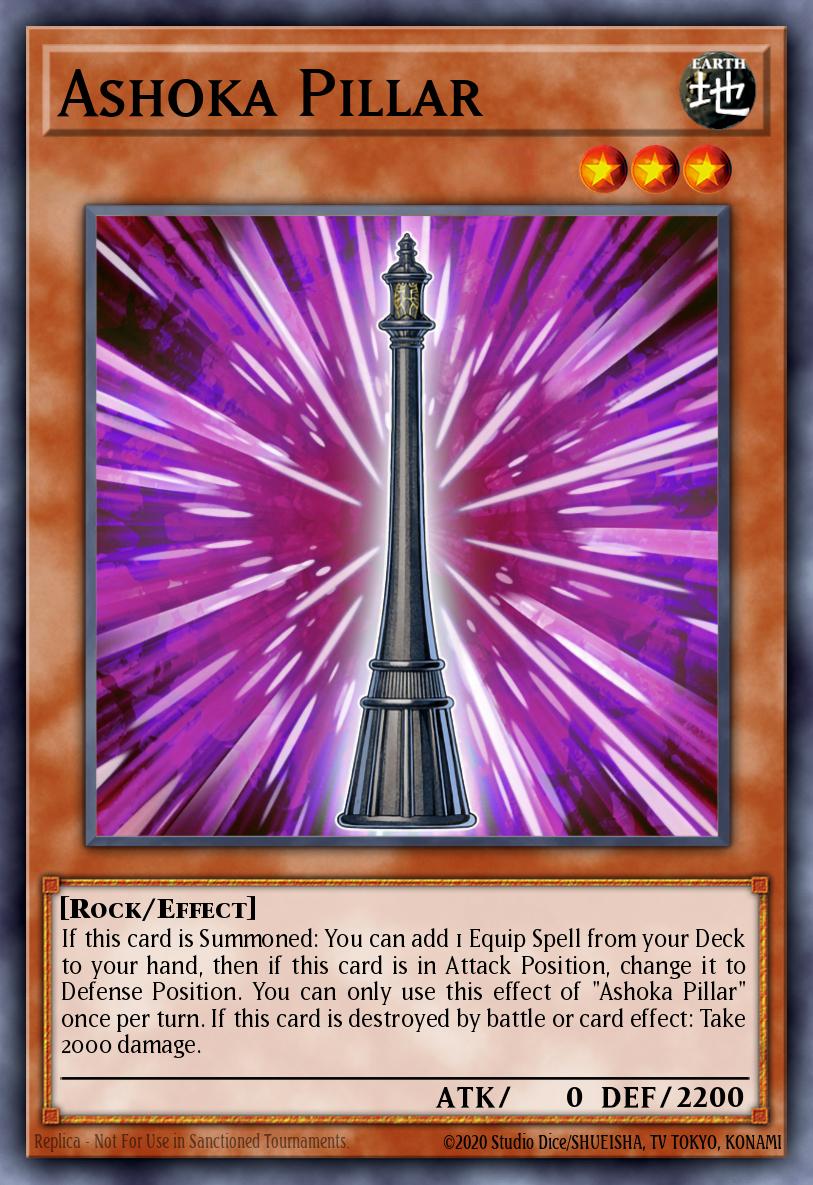 ASHOKA PILLAR
EARTH
地
[ROCK/EFFECT]
If this card is Summoned: You can add 1 Equip Spell from your Deck
to your hand, then if this card is in Attack Position, change it to
Defense Position. You can only use this effect of "Ashoka Pillar"
once per turn. If this card is destroyed by battle or card effect: Take
2000 damage.
ATK/ 0 DEF/2200
Replica - Not For Use in Sanctioned Tournaments.
©2020 Studio Dice/SHUEISHA, TV TOKYO, KONAMI